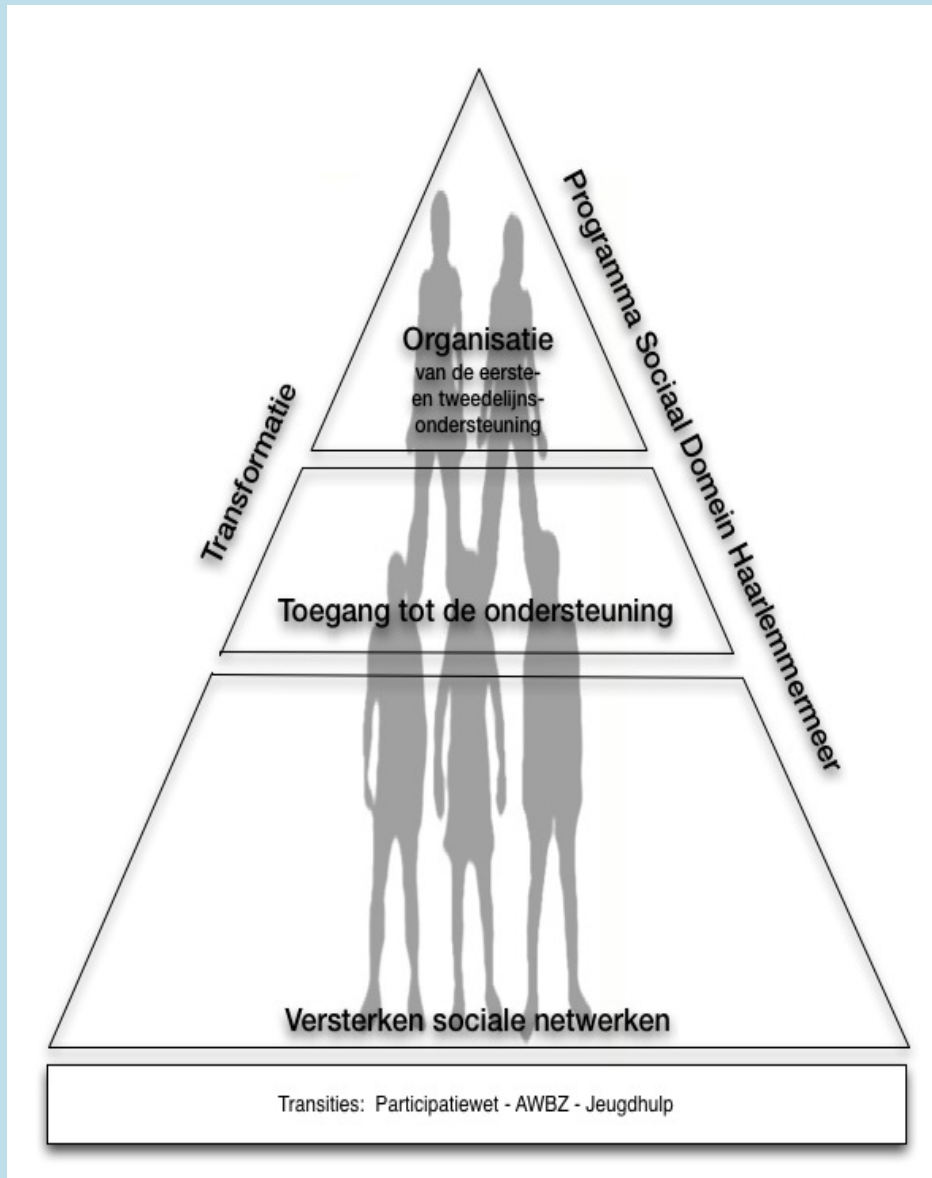 Programma Sociaal Domein Haarlemmermeer
Transformatie
Organisatie
van de eerste-
en tweedelijns-
ondersteuning
Toegang tot de ondersteuning
Versterken sociale netwerken
Transities: Participatiewet - AWBZ - Jeugdhulp